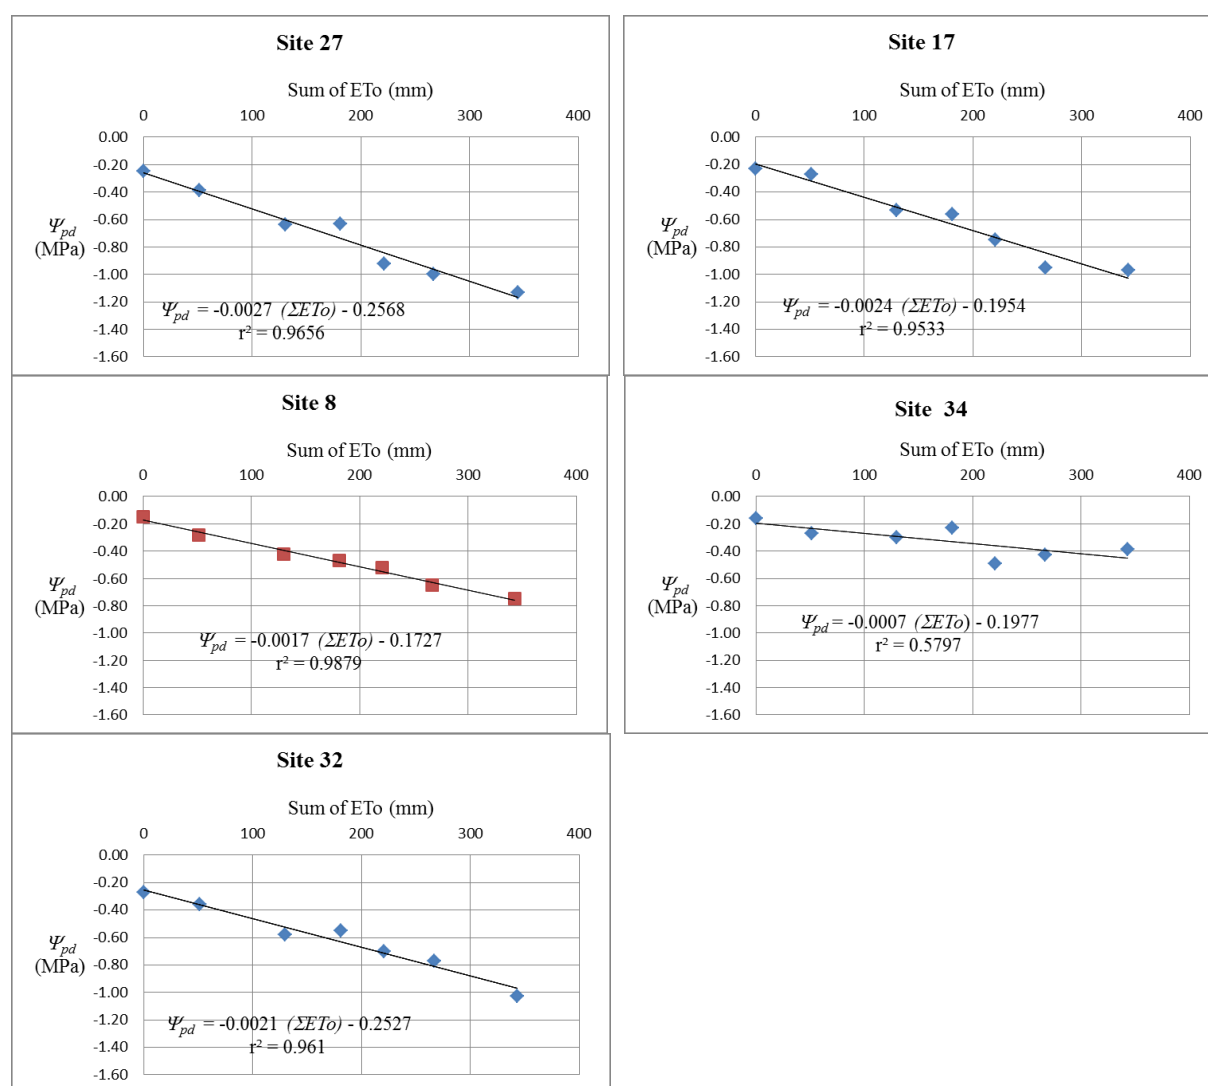 Site 27
Sum of ETo (mm)
0 100 200 300 400
0.00
-0.20
-0.40
-0.60
-0.80
-1.00
-1.20
-1.40
-1.60
Ψpd
(MPa)
Ψpd = -0.0027 (ΣETo) - 0.2568
r² = 0.9656
Site 17
Sum of ETo (mm)
0 100 200 300 400
0.00
-0.20
-0.40
-0.60
-0.80
-1.00
-1.20
-1.40
-1.60
Ψpd
(MPa)
Ψpd = -0.0024 (ΣETo) - 0.1954
r² = 0.9533
Site 8
Sum of ETo (mm)
0 100 200 300 400
0.00
-0.20
-0.40
-0.60
-0.80
-1.00
-1.20
-1.40
-1.60
Ψpd
(MPa)
Ψpd = -0.0017 (ΣETo) - 0.1727
r² = 0.9879
Site 34
Sum of ETo (mm)
0 100 200 300 400
0.00
-0.20
-0.40
-0.60
-0.80
-1.00
-1.20
-1.40
-1.60
Ψpd
(MPa)
Ψpd = -0.0007 (ΣETo) - 0.1977
r² = 0.5797
Site 32
Sum of ETo (mm)
0 100 200 300 400
0.00
-0.20
-0.40
-0.60
-0.80
-1.00
-1.20
-1.40
-1.60
Ψpd
(MPa)
Ψpd = -0.0021 (ΣETo) - 0.2527
r² = 0.961